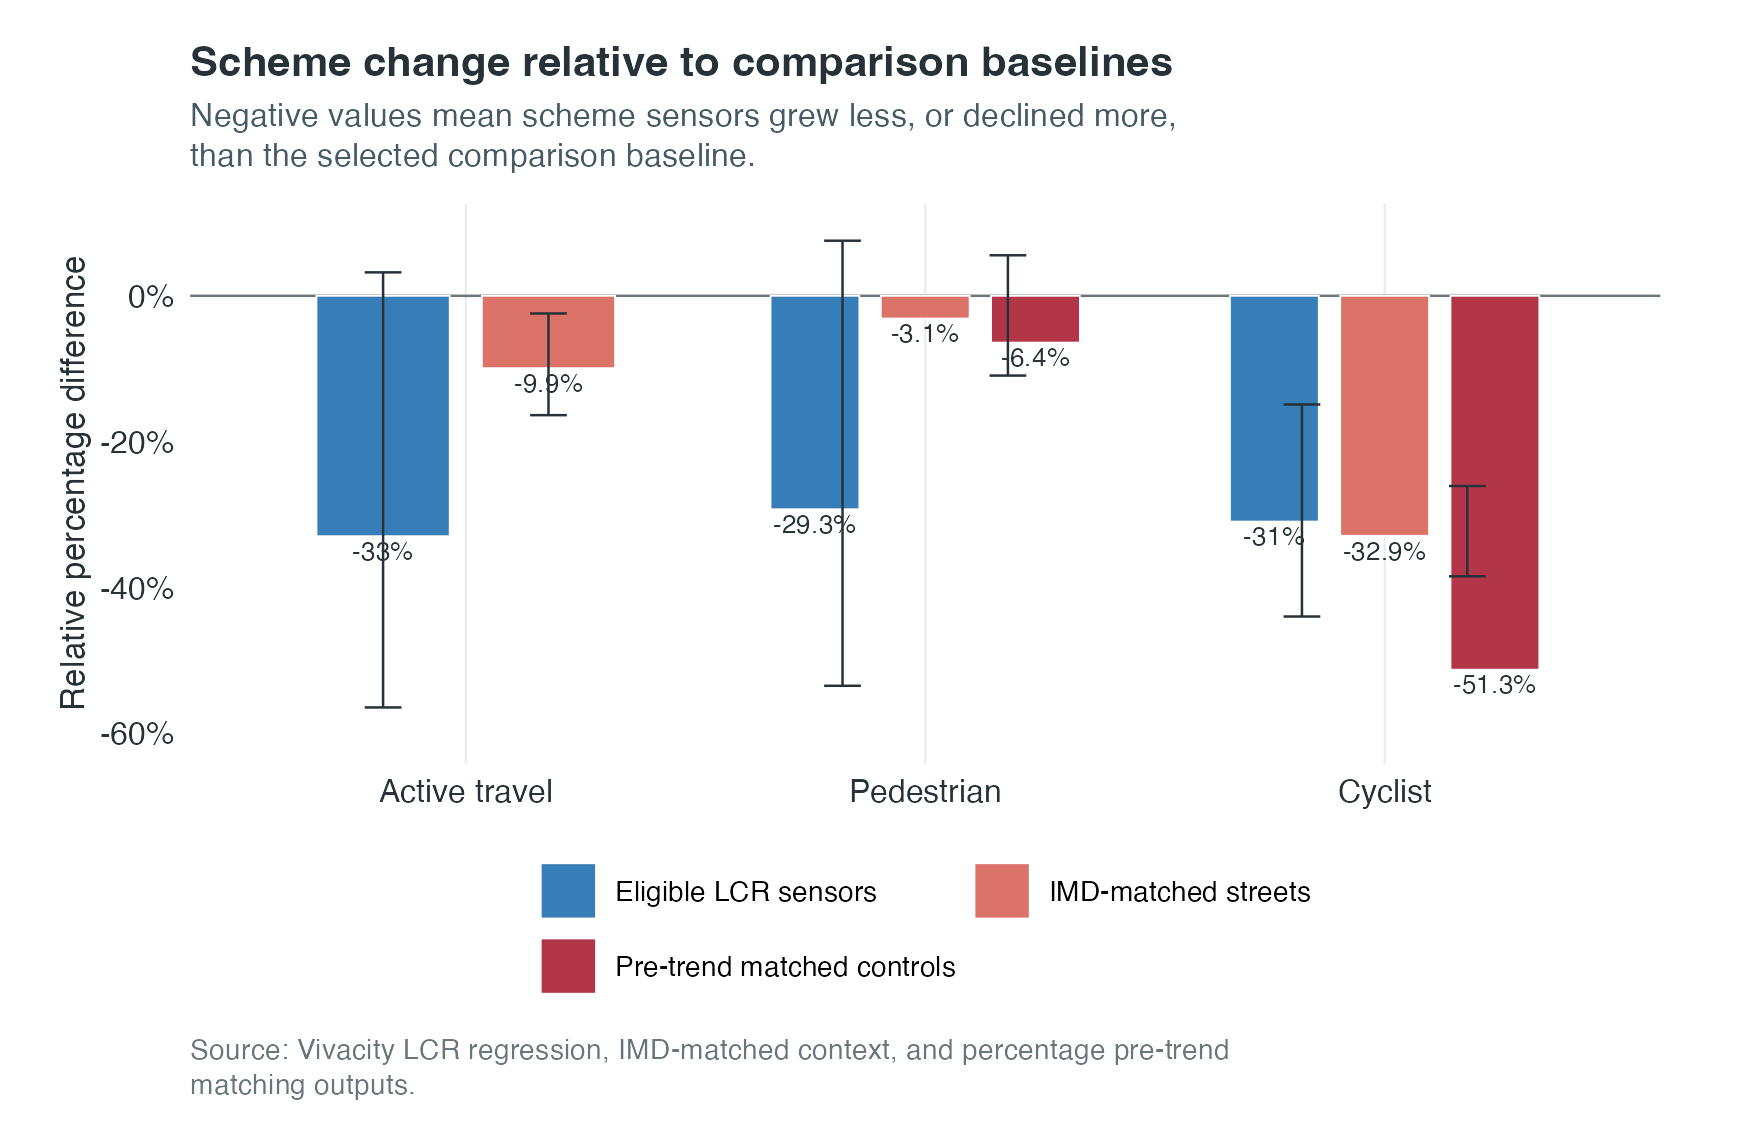 Scheme change relative to comparison baselines
Negative values mean scheme sensors grew less, or declined more,
than the selected comparison baseline.
Relative percentage difference
0%
-20%
-40%
-60%
-33%
-9.9%
-29.3%
-3.1%
-6.4%
-31%
-32.9%
-51.3%
Active travel
Pedestrian
Cyclist
Eligible LCR sensors
IMD-matched streets
Pre-trend matched controls
Source: Vivacity LCR regression, IMD-matched context, and percentage pre-trend
matching outputs.